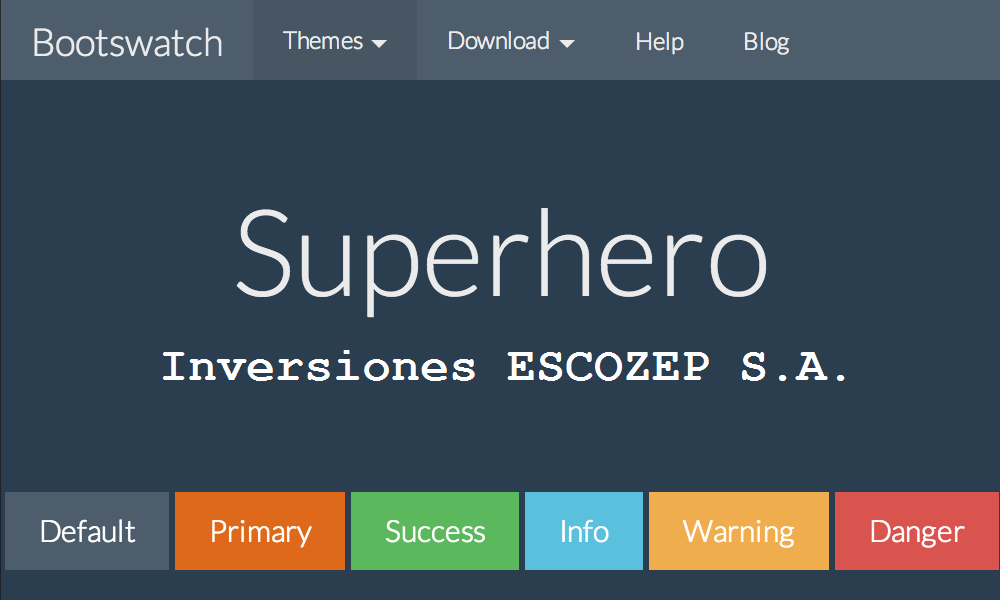 Bootswatch Themes Download Help Blog
Superhero
Inversiones ESCOZEP S.A.
Default Primary Success Info Warning Danger